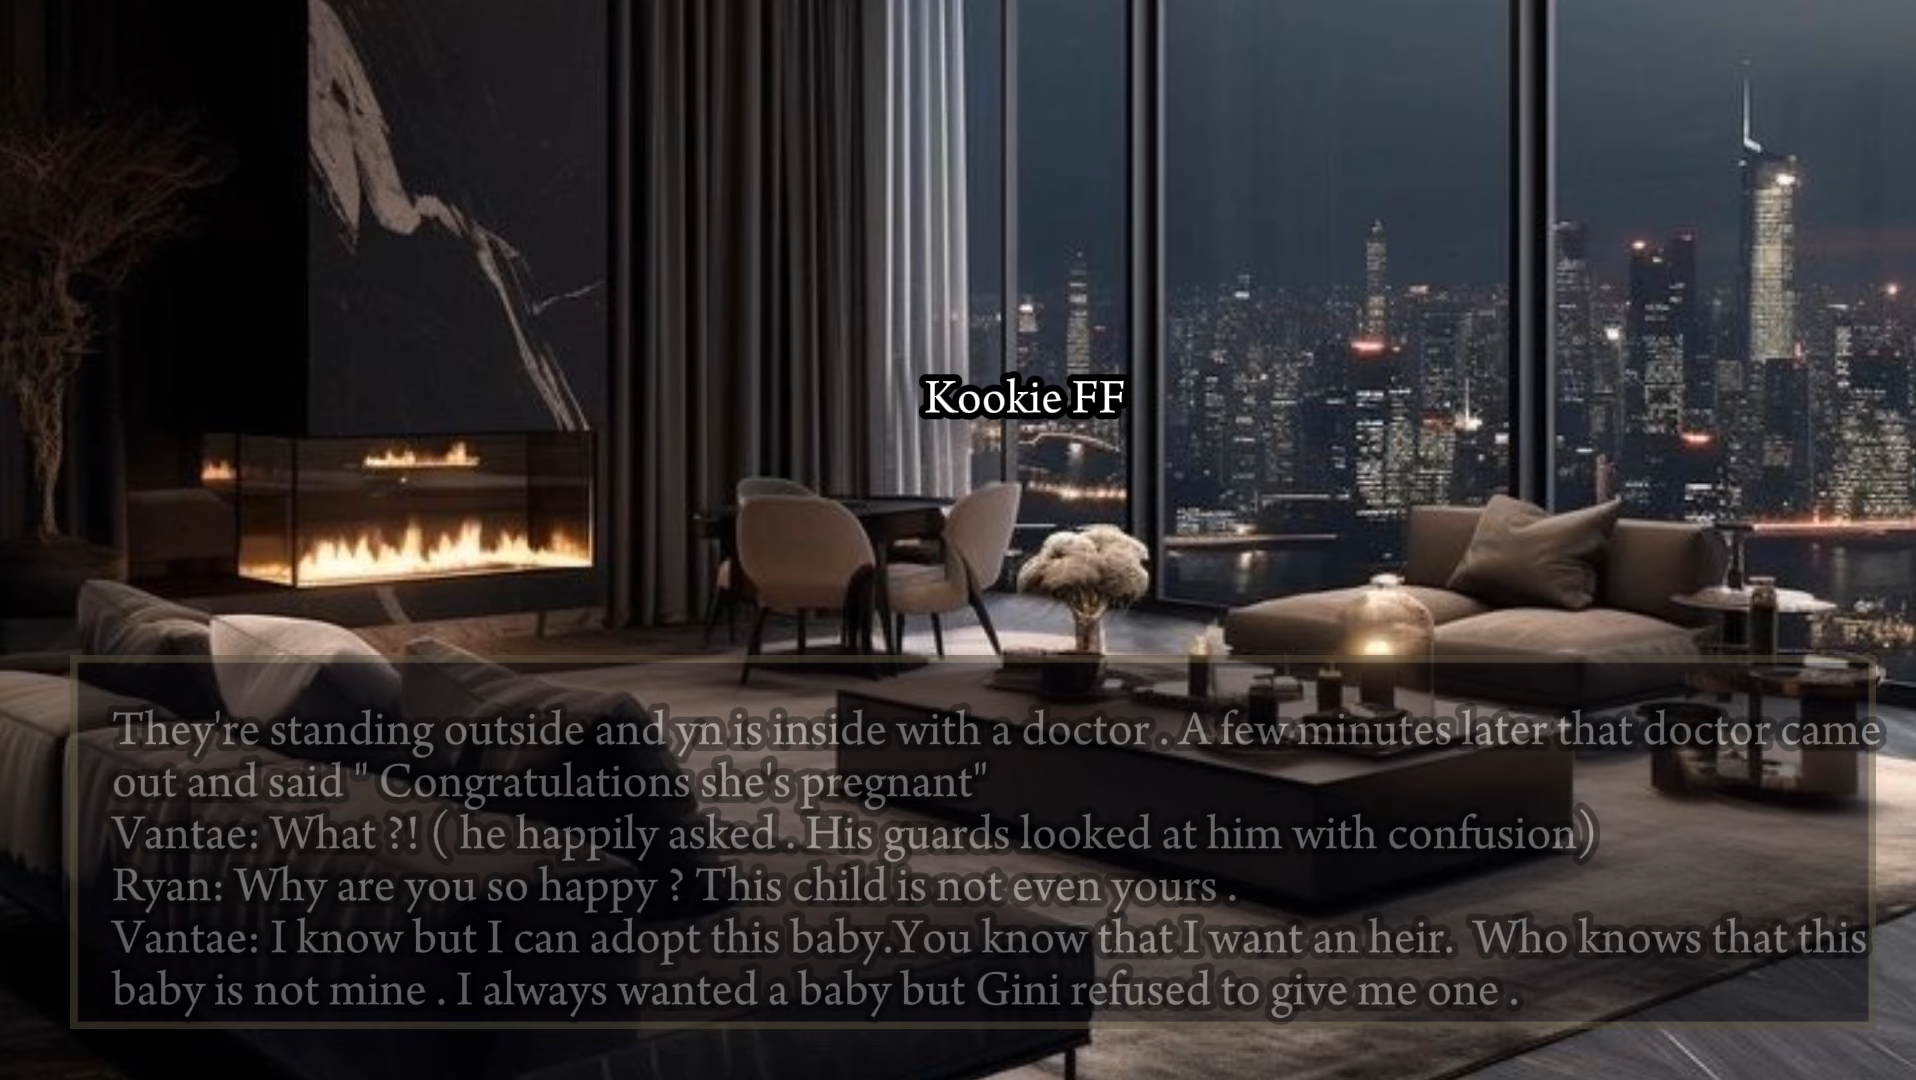 Kookie FF
They're standing outside and yn is inside with a doctor . A few minutes later that doctor came
out and said " Congratulations she's pregnant"
Vantae: What ?! ( he happily asked . His guards looked at him with confusion)
Ryan: Why are you so happy ? This child is not even yours .
Vantae: I know but I can adopt this baby.You know that I want an heir.  Who knows that this
baby is not mine . I always wanted a baby but Gini refused to give me one .